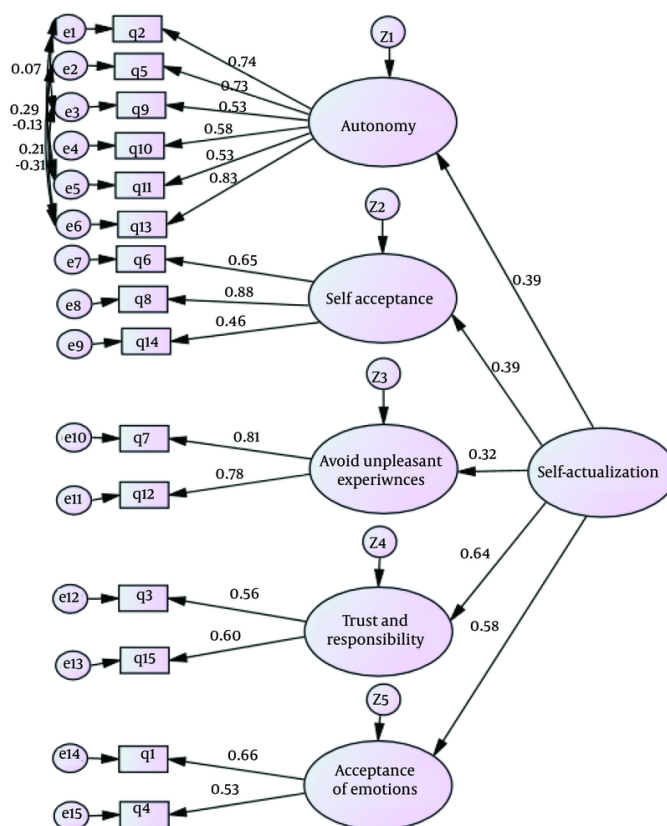 e1
q2
Z1
0.07
e2
q5
0.74
0.73
e3
q9
0.53
Autonomy
0.29
-0.13
e4
q10
0.58
0.21
-0.31
e5
q11
0.53
0.83
e6
q13
Z2
e7
q6
0.65
0.39
e8
q8
0.88
Self acceptance
e9
q14
0.46
0.39
Z3
e10
q7
0.81
Avoid unpleasant
experiwnces
0.32
Self-actualization
e11
q12
0.78
Z4
0.64
e12
q3
0.56
Trust and
responsibility
0.58
e13
q15
0.60
Z5
e14
q1
0.66
Acceptance
of emotions
e15
q4
0.53